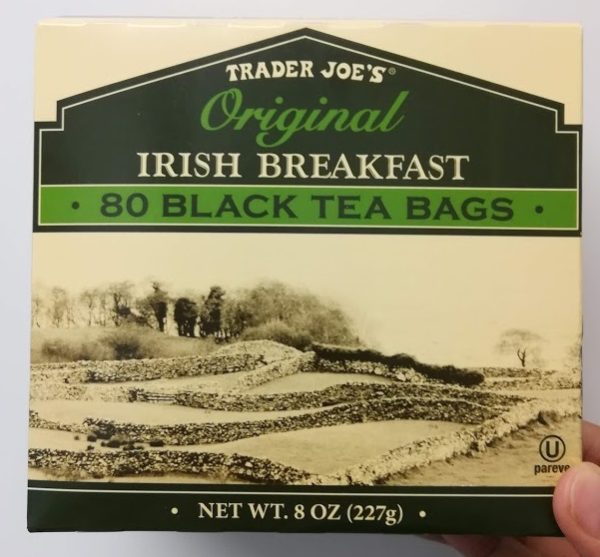 TRADER JOE'S®
Original
IRISH BREAKFAST
• 80 BLACK TEA BAGS •
U
pareve
• NET WT. 8 OZ (227g) •